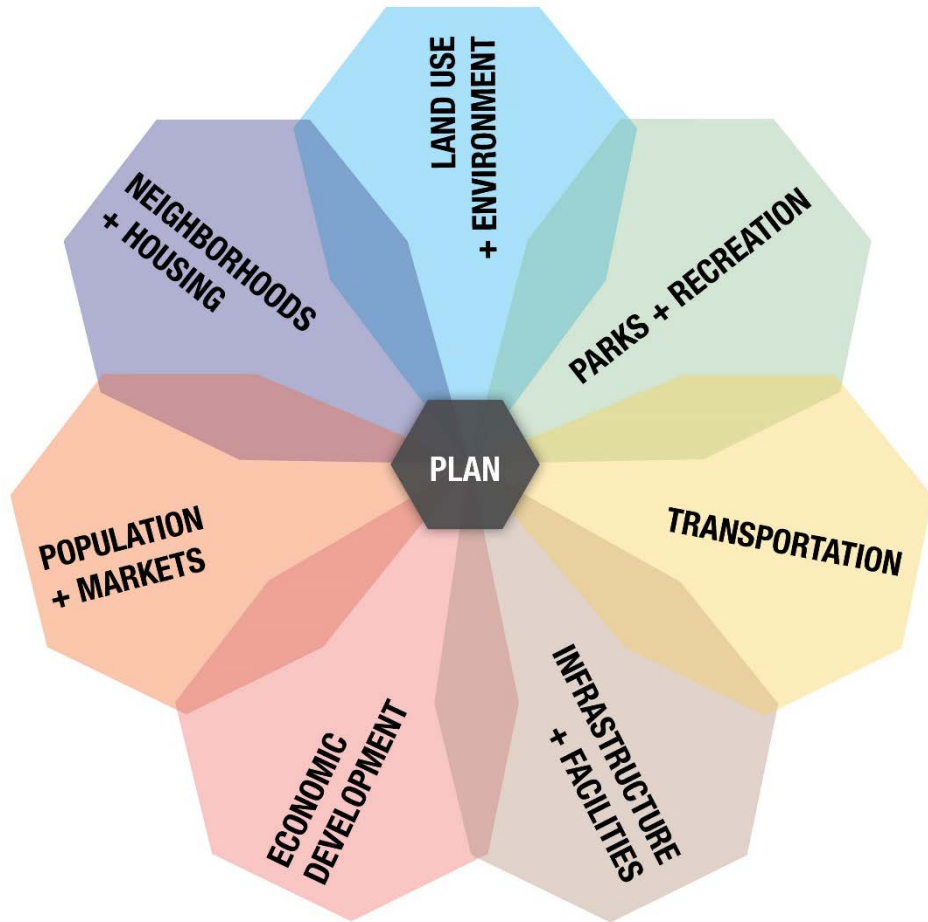 LAND USE
+ ENVIRONMENT
PARKS + RECREATION
TRANSPORTATION
INFRASTRUCTURE
+ FACILITIES
ECONOMIC
DEVELOPMENT
POPULATION
+ MARKETS
NEIGHBORHOODS
+ HOUSING
PLAN